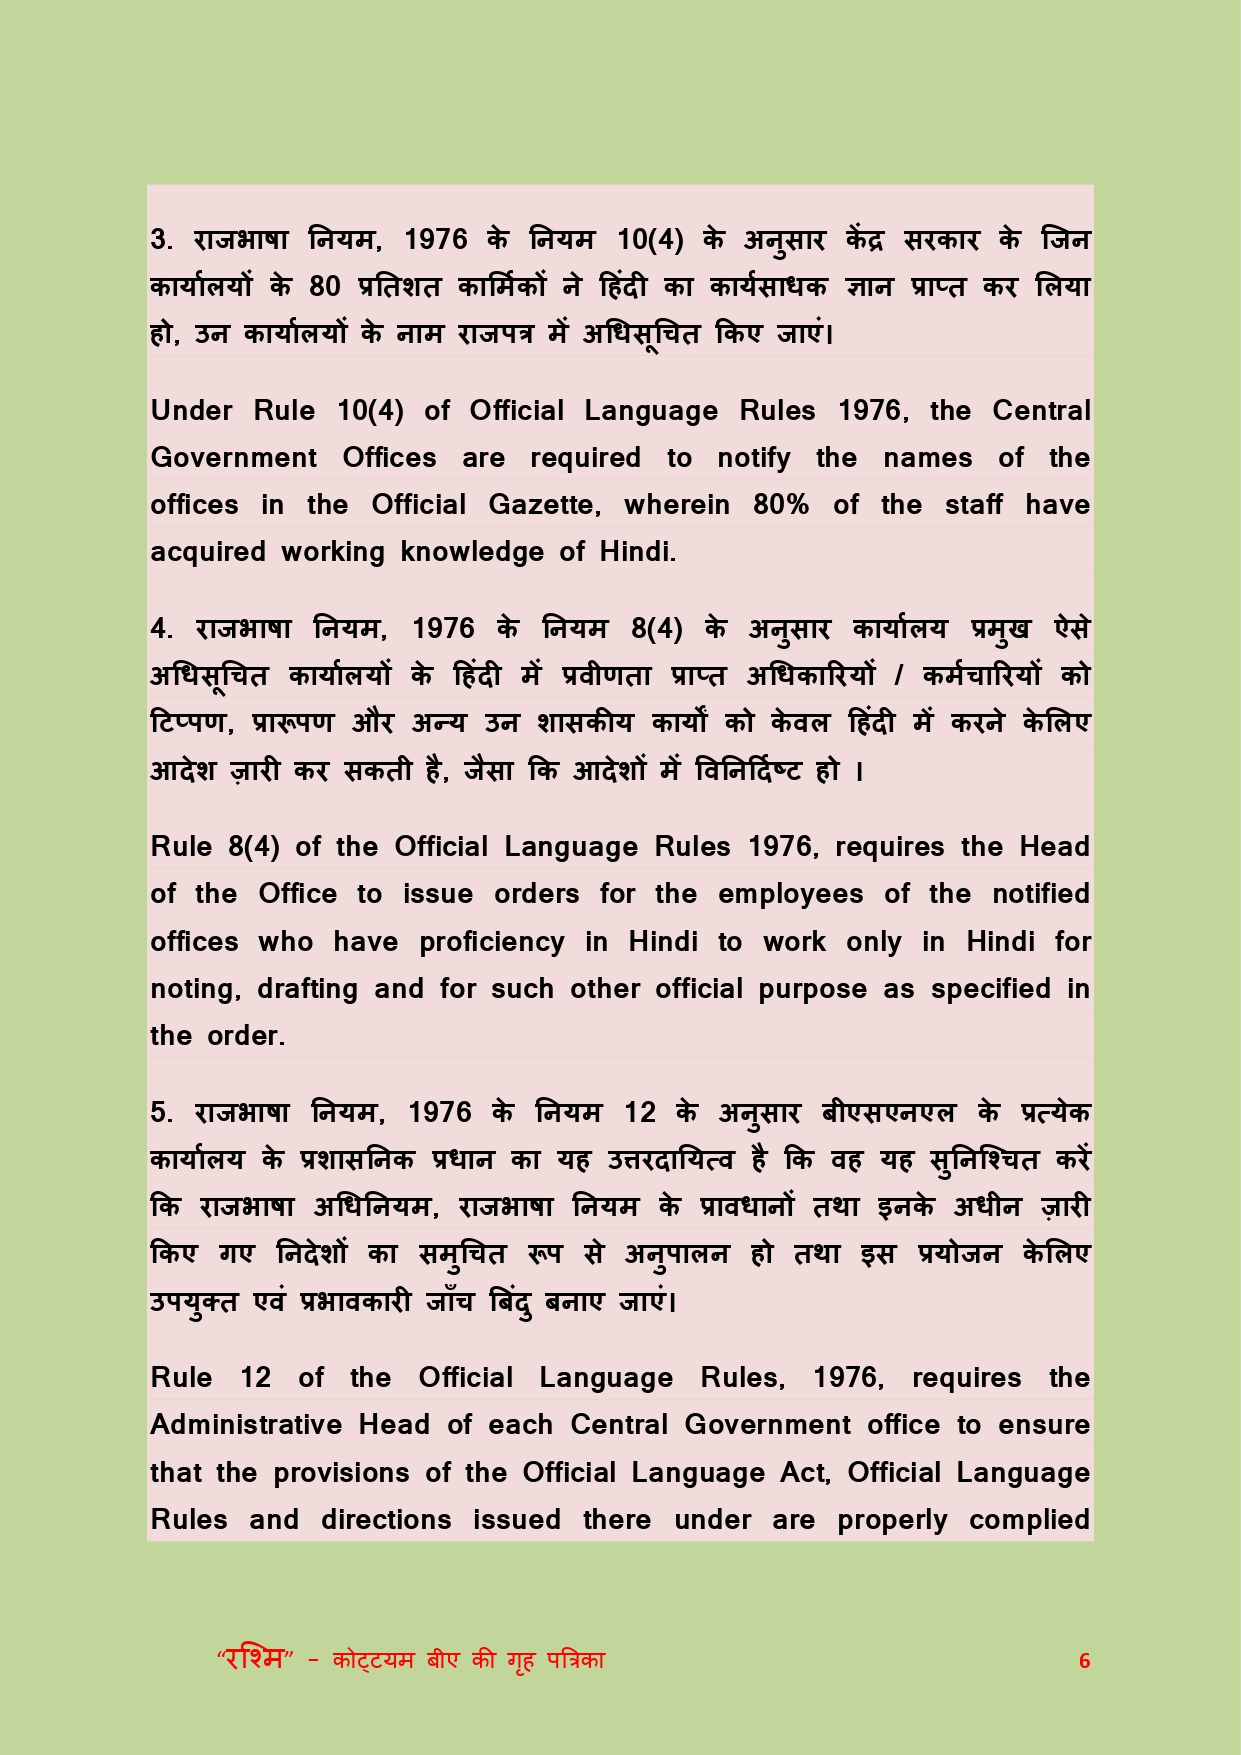 3. राजभाषा नियम, 1976 के नियम 10(4) के अनुसार केंद्र सरकार के जिन
कार्यालयों के 80 प्रतिशत कार्मिकों ने हिंदी का कार्यसाधक ज्ञान प्राप्त कर लिया
हो, उन कार्यालयों के नाम राजपत्र में अधिसूचित किए जाएं।
Under Rule 10(4) of Official Language Rules 1976, the Central
Government Offices are required to notify the names of the
offices in the Official Gazette, wherein 80% of the staff have
acquired working knowledge of Hindi.
4. राजभाषा नियम, 1976 के नियम 8(4) के अनुसार कार्यालय प्रमुख ऐसे
अधिसूचित कार्यालयों के हिंदी में प्रवीणता प्राप्त अधिकारियों / कर्मचारियों को
टिप्पण, प्रारूपण और अन्य उन शासकीय कार्यों को केवल हिंदी में करने केलिए
आदेश ज़ारी कर सकती है, जैसा कि आदेशों में विनिर्दिष्ट हो ।
Rule 8(4) of the Official Language Rules 1976, requires the Head
of the Office to issue orders for the employees of the notified
offices who have proficiency in Hindi to work only in Hindi for
noting, drafting and for such other official purpose as specified in
the order.
5. राजभाषा नियम, 1976 के नियम 12 के अनुसार बीएसएनएल के प्रत्येक
कार्यालय के प्रशासनिक प्रधान का यह उत्तरदायित्व है कि वह यह सुनिश्चित करें
कि राजभाषा अधिनियम, राजभाषा नियम के प्रावधानों तथा इनके अधीन ज़ारी
किए गए निदेशों का समुचित रूप से अनुपालन हो तथा इस प्रयोजन केलिए
उपयुक्त एवं प्रभावकारी जाँच बिंदु बनाए जाएं।
Rule 12 of the Official Language Rules, 1976, requires the
Administrative Head of each Central Government office to ensure
that the provisions of the Official Language Act, Official Language
Rules and directions issued there under are properly complied
“रश्मि” – कोट्टयम बीए की गृह पत्रिका 6